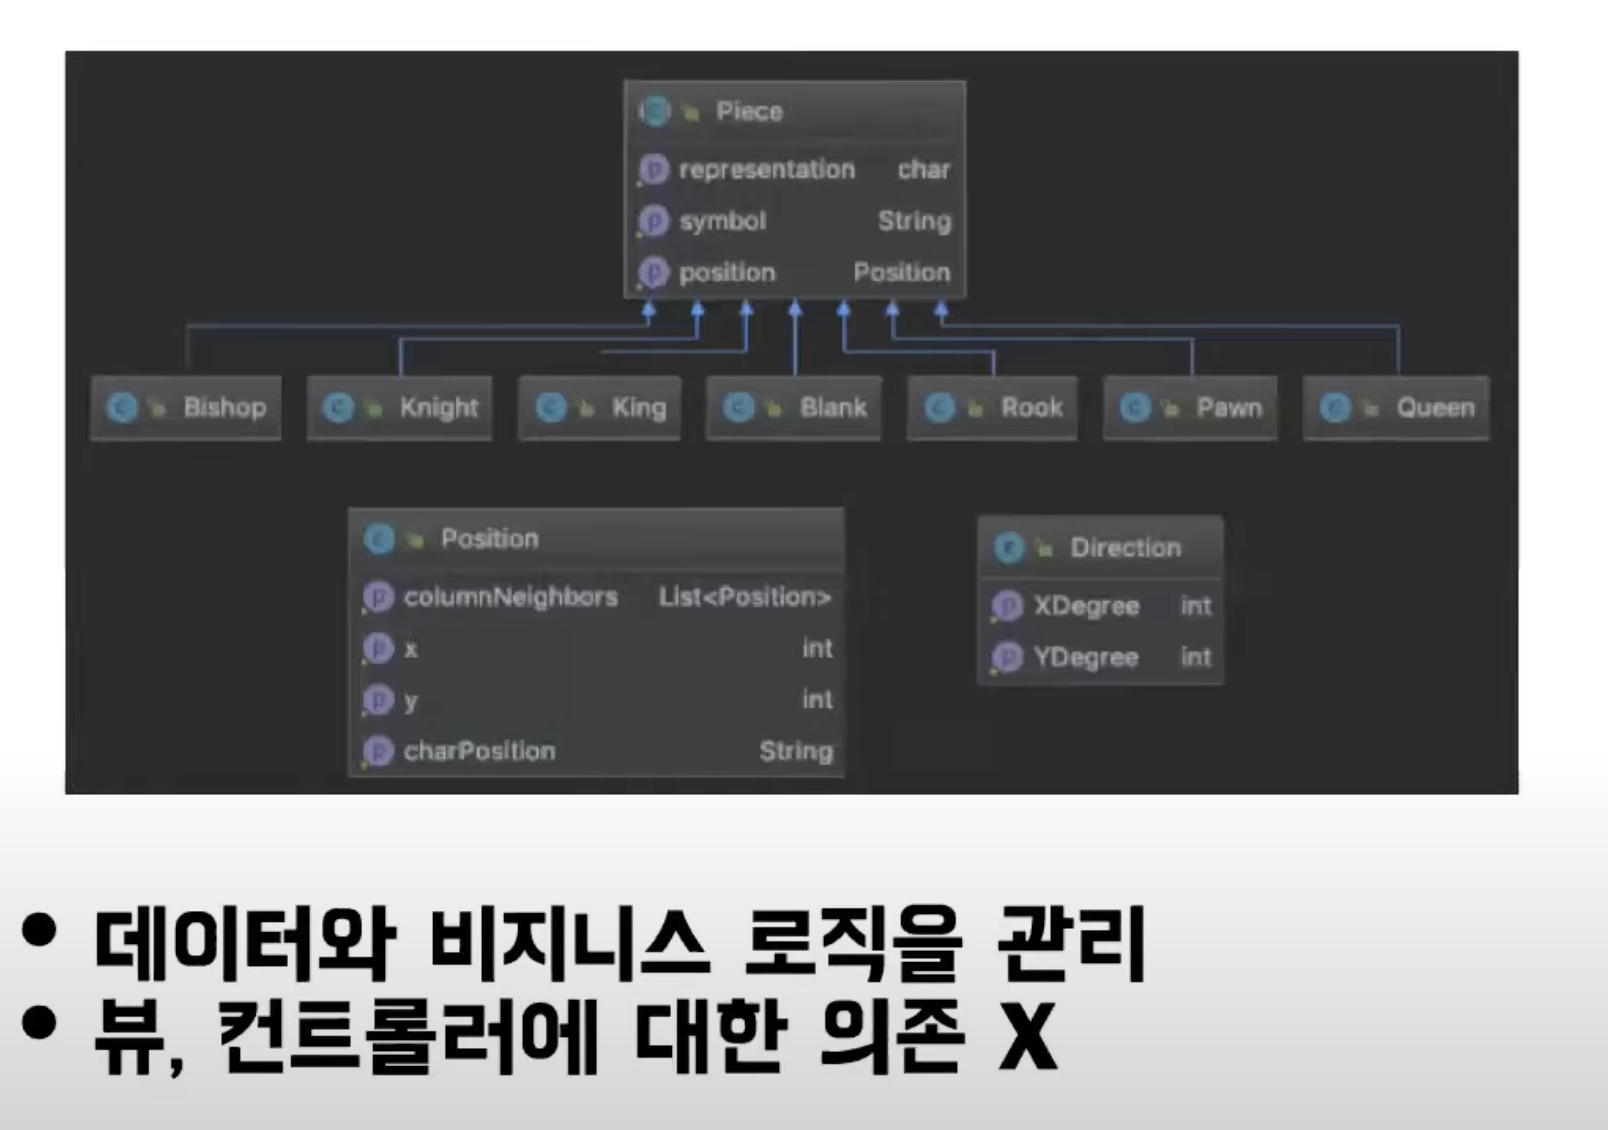 Piece
representation char
symbol String
position Position
Bishop Knight King Blank Rook Pawn Queen
Position
columnNeighbors List<Position>
x int
y int
charPosition String
Direction
XDegree int
YDegree int
• 데이터와 비지니스 로직을 관리
• 뷰, 컨트롤러에 대한 의존 X